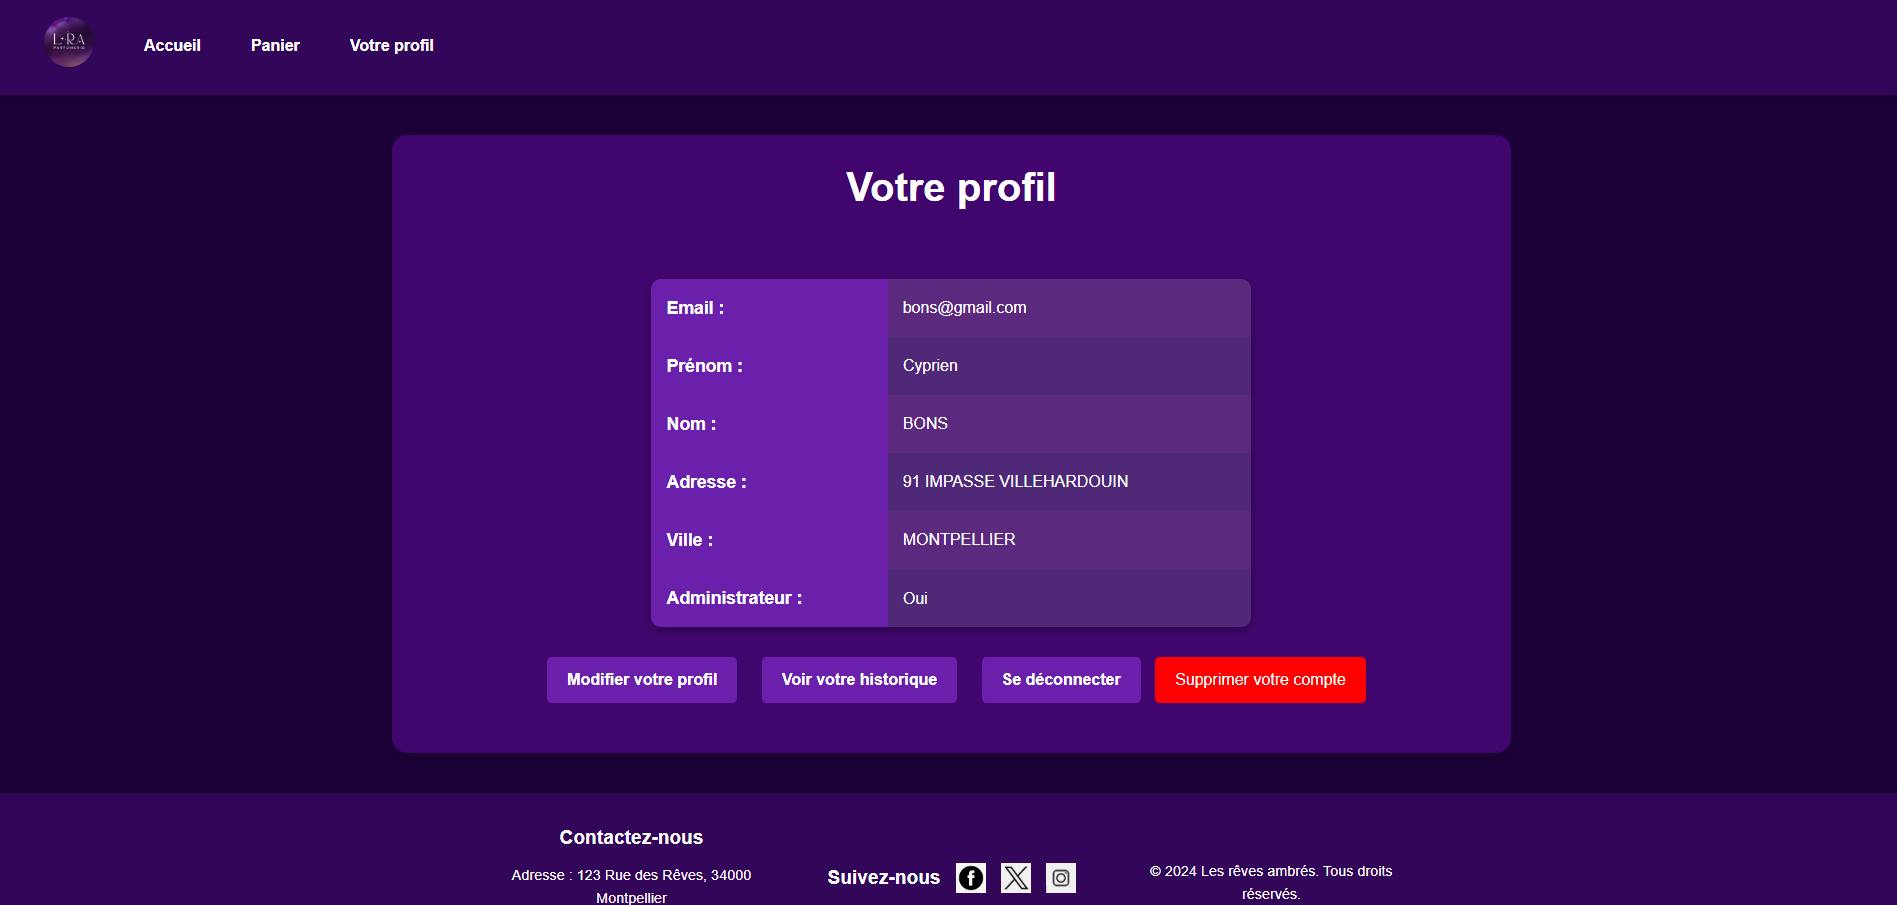 L·RA
PARFUMERIE
Accueil Panier Votre profil
Votre profil
Email : bons@gmail.com
Prénom : Cyprien
Nom : BONS
Adresse : 91 IMPASSE VILLEHARDOUIN
Ville : MONTPELLIER
Administrateur : Oui
Modifier votre profil Voir votre historique Se déconnecter Supprimer votre compte
Contactez-nous
Adresse : 123 Rue des Rêves, 34000
Montpellier
Suivez-nous
© 2024 Les rêves ambrés. Tous droits
réservés.